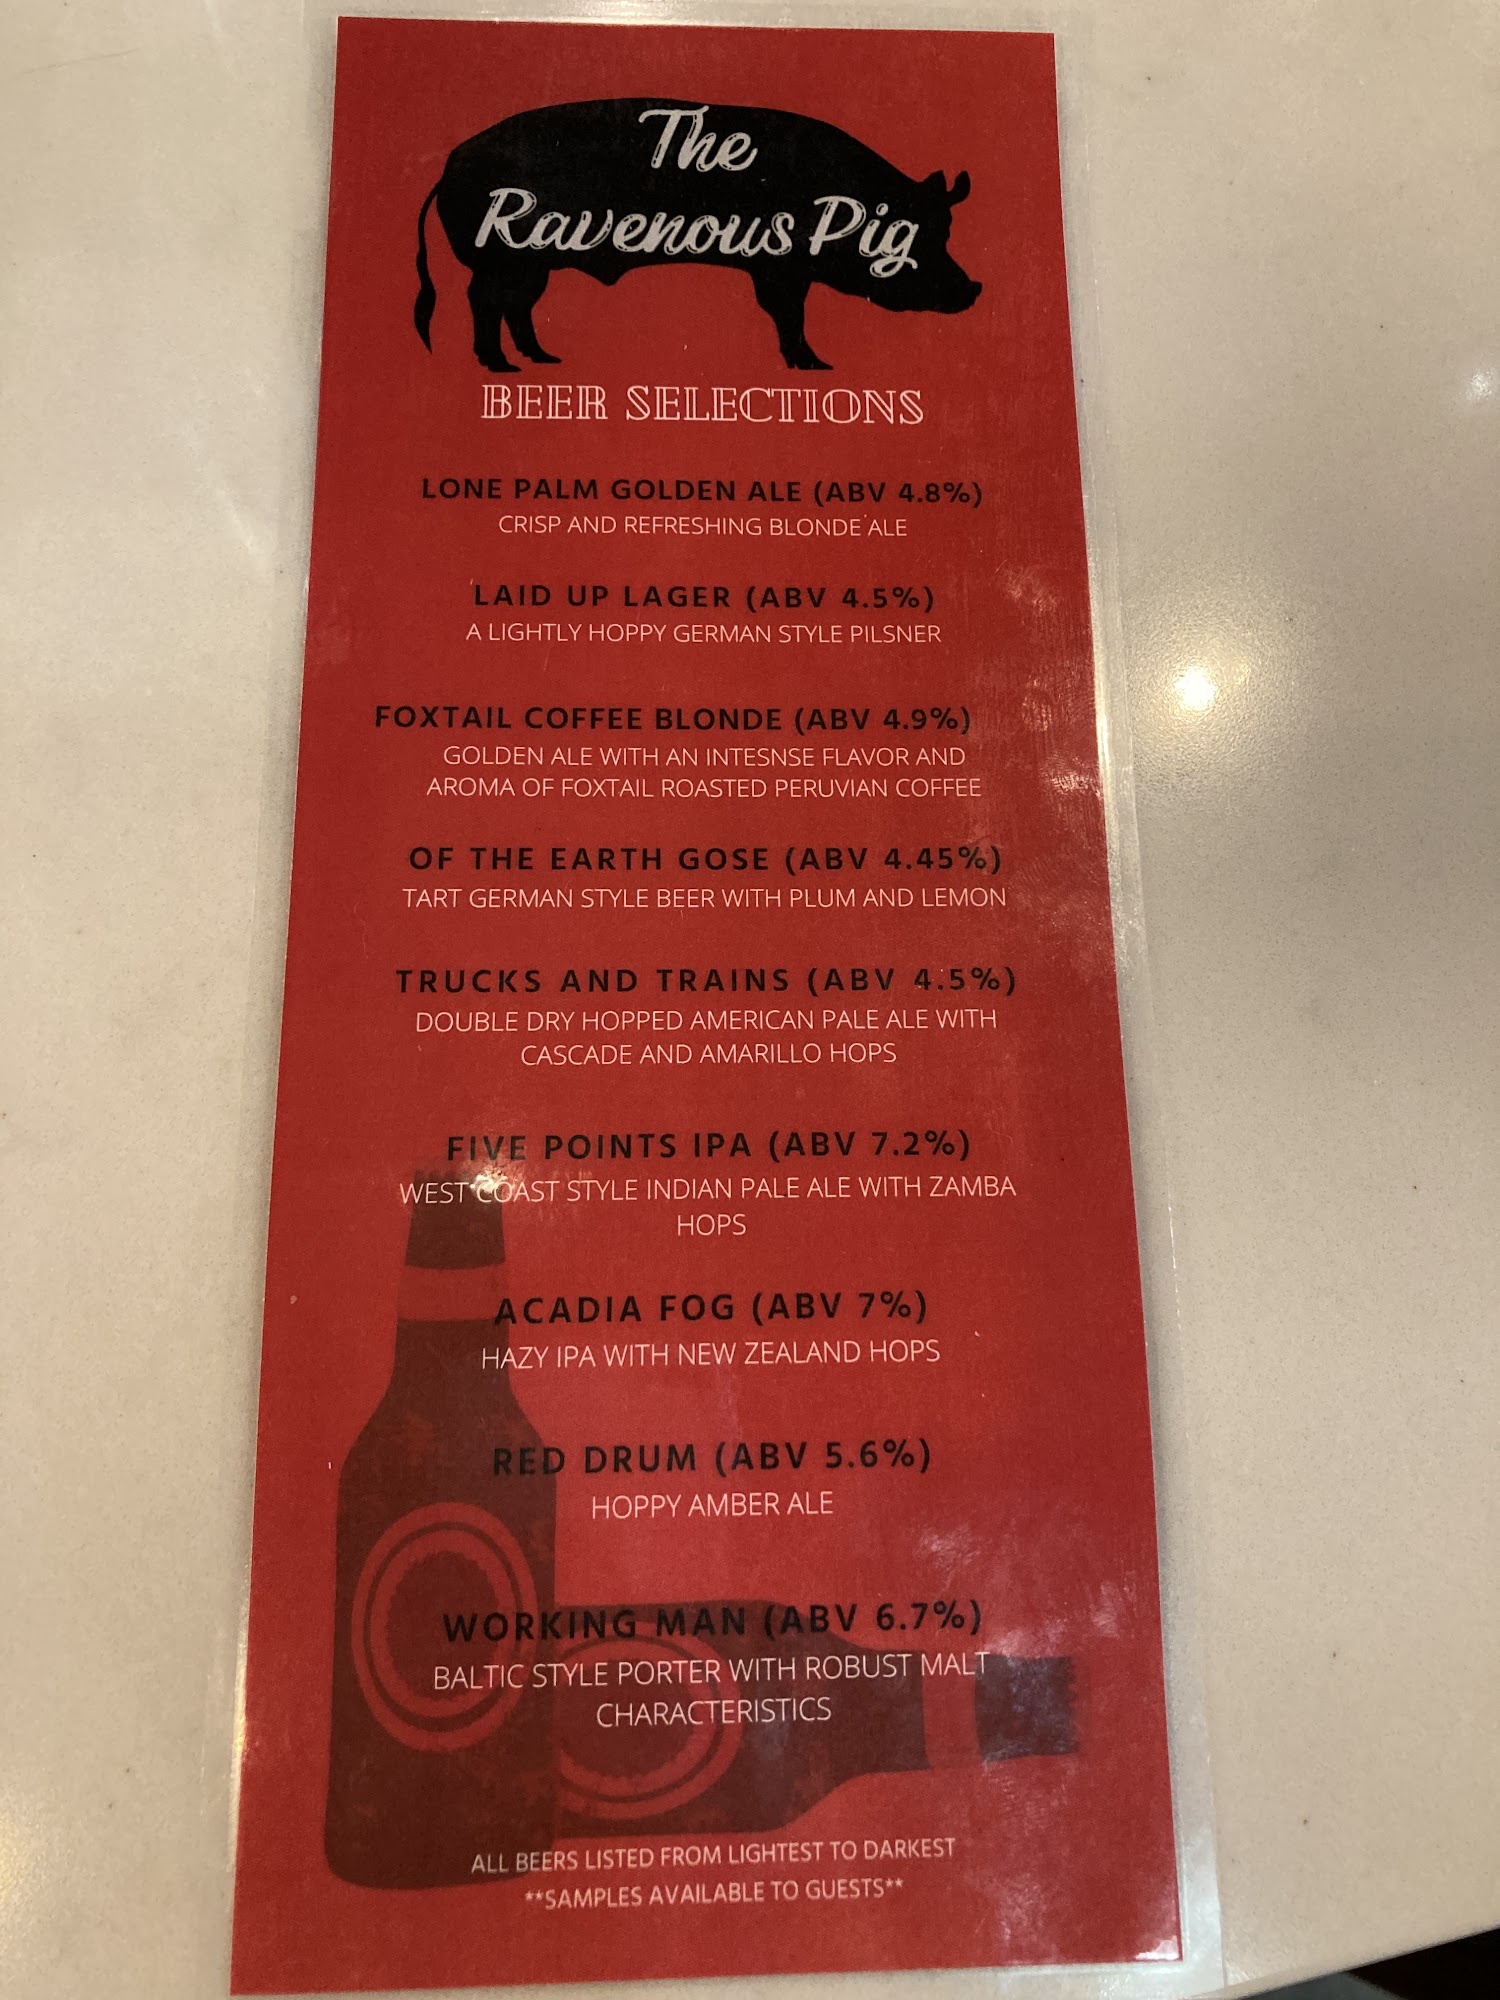 The
Ravenous Pig
BEER SELECTIONS
LONE PALM GOLDEN ALE (ABV 4.8%)
CRISP AND REFRESHING BLONDE ALE
LAID UP LAGER (ABV 4.5%)
A LIGHTLY HOPPY GERMAN STYLE PILSNER
FOXTAIL COFFEE BLONDE (ABV 4.9%)
GOLDEN ALE WITH AN INTESNSE FLAVOR AND
AROMA OF FOXTAIL ROASTED PERUVIAN COFFEE
OF THE EARTH GOSE (ABV 4.45%)
TART GERMAN STYLE BEER WITH PLUM AND LEMON
TRUCKS AND TRAINS (ABV 4.5%)
DOUBLE DRY HOPPED AMERICAN PALE ALE WITH
CASCADE AND AMARILLO HOPS
FIVE POINTS IPA (ABV 7.2%)
WEST COAST STYLE INDIAN PALE ALE WITH ZAMBA
HOPS
ACADIA FOG (ABV 7%)
HAZY IPA WITH NEW ZEALAND HOPS
RED DRUM (ABV 5.6%)
HOPPY AMBER ALE
WORKING MAN (ABV 6.7%)
BALTIC STYLE PORTER WITH ROBUST MALT
CHARACTERISTICS
ALL BEERS LISTED FROM LIGHTEST TO DARKEST
**SAMPLES AVAILABLE TO GUESTS**